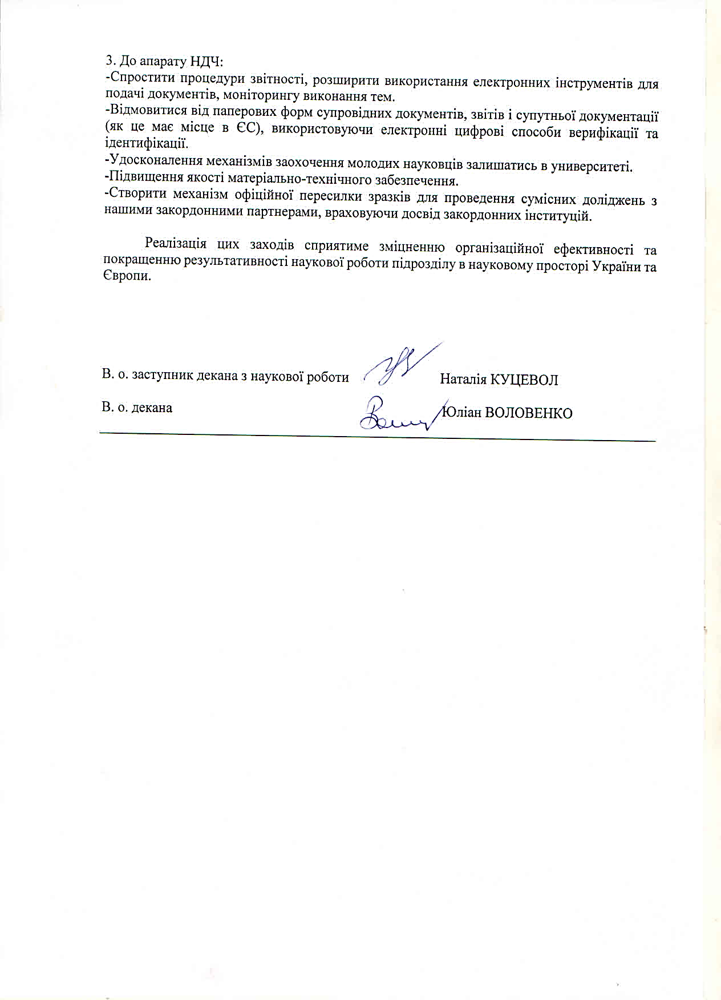 3. До апарату НДЧ:
-Спростити процедури звітності, розширити використання електронних інструментів для
подачі документів, моніторингу виконання тем.
-Відмовитися від паперових форм супровідних документів, звітів і супутньої документації
(як це має місце в ЄС), використовуючи електронні цифрові способи верифікації та
ідентифікації.
-Удосконалення механізмів заохочення молодих науковців залишатись в университеті.
-Підвищення якості матеріально-технічного забезпечення.
-Створити механізм офіційної пересилки зразків для проведення сумісних доліджень з
нашими закордонними партнерами, враховуючи досвід закордонних інституцій.
Реалізація цих заходів сприятиме зміцненню організаційної ефективності та
покращенню результативності наукової роботи підрозділу в науковому просторі України та
Європи.
В. о. заступник декана з наукової роботи Наталія КУЦЕВОЛ
В. о. декана Юліан ВОЛОВЕНКО